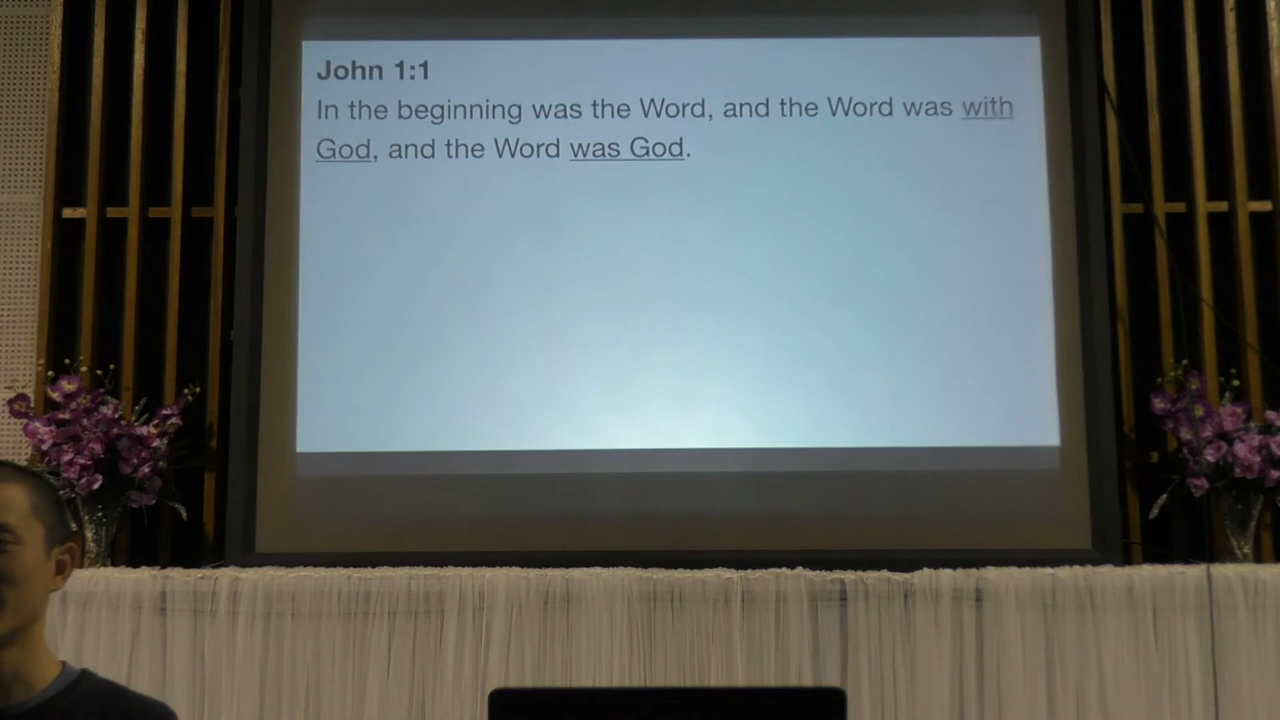 John 1:1
In the beginning was the Word, and the Word was with
God, and the Word was God.